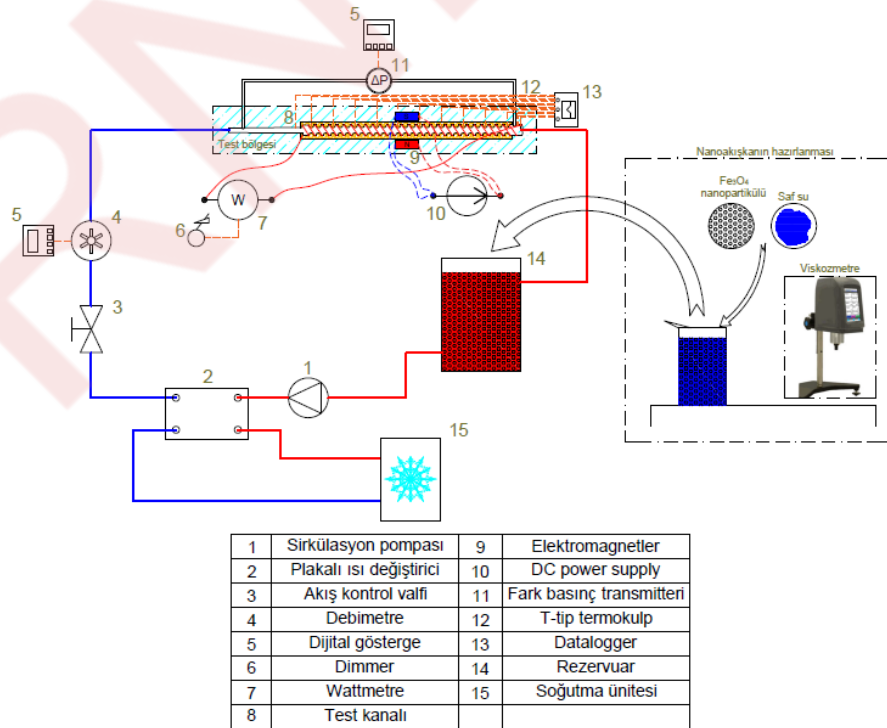 5
11
ΔP
12
13
8
Test bölgesi
9
5
4
W
6
7
10
Nanoakışkanın hazırlanması
Fe3O4
nanopartikülü
Saf su
Viskozmetre
14
3
1
2
15
1 Sirkülasyon pompası 9 Elektromagnetler
2 Plakalı ısı değiştirici 10 DC power supply
3 Akış kontrol valfi 11 Fark basınç transmitteri
4 Debimetre 12 T-tip termokulp
5 Dijital gösterge 13 Datalogger
6 Dimmer 14 Rezervuar
7 Wattmetre 15 Soğutma ünitesi
8 Test kanalı